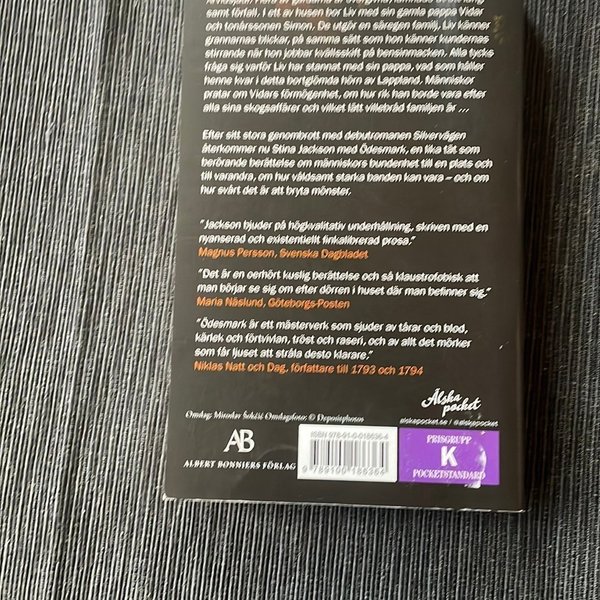 samt förfall. I ett av husen bor Liv med sin gamla pappa Vidar
och tonårssonen Simon. De utgör en säregen familj, Liv känner
grannarnas blickar, på samma sätt som hon känner kundernas
stirrande när hon jobbar kvällsskift på bensinmacken. Alla tycks
fråga sig varför Liv har stannat med sin pappa, vad som håller
henne kvar i detta bortglömda hörn av Lappland. Människor
pratar om Vidars förmögenhet, om hur rik han borde vara efter
alla sina skogsaffärer och vilket lätt villebråd familjen är ...
Efter sitt stora genombrott med debutromanen Silvervägen
återkommer nu Stina Jackson med Ödesmark, en lika tät som
berörande berättelse om människors bundenhet till en plats och
till varandra, om hur våldsamt starka banden kan vara – och om
hur svårt det är att bryta mönster.
"Jackson bjuder på högkvalitativ underhållning, skriven med en
nyanserad och existentiellt finkalibrerad prosa."
Magnus Persson, Svenska Dagbladet
"Det är en oerhört kuslig berättelse och så klaustrofobisk att
man börjar se sig om efter dörren i huset där man befinner sig."
Maria Näslund, Göteborgs-Posten
"Ödesmark är ett mästerverk som sjuder av tårar och blod,
kärlek och förtvivlan, tröst och raseri, och av allt det mörker
som får ljuset att stråla desto klarare."
Niklas Natt och Dag, författare till 1793 och 1794
Älska
pocket
alskapocket.se / @alskapocket
Omslag: Miroslav Šokčić Omslagsfoto: © Depositphotos
AB
ALBERT BONNIERS FÖRLAG
ISBN 978-91-0-018636-4
9 789100 186364
PRISGRUPP
K
POCKETSTANDARD